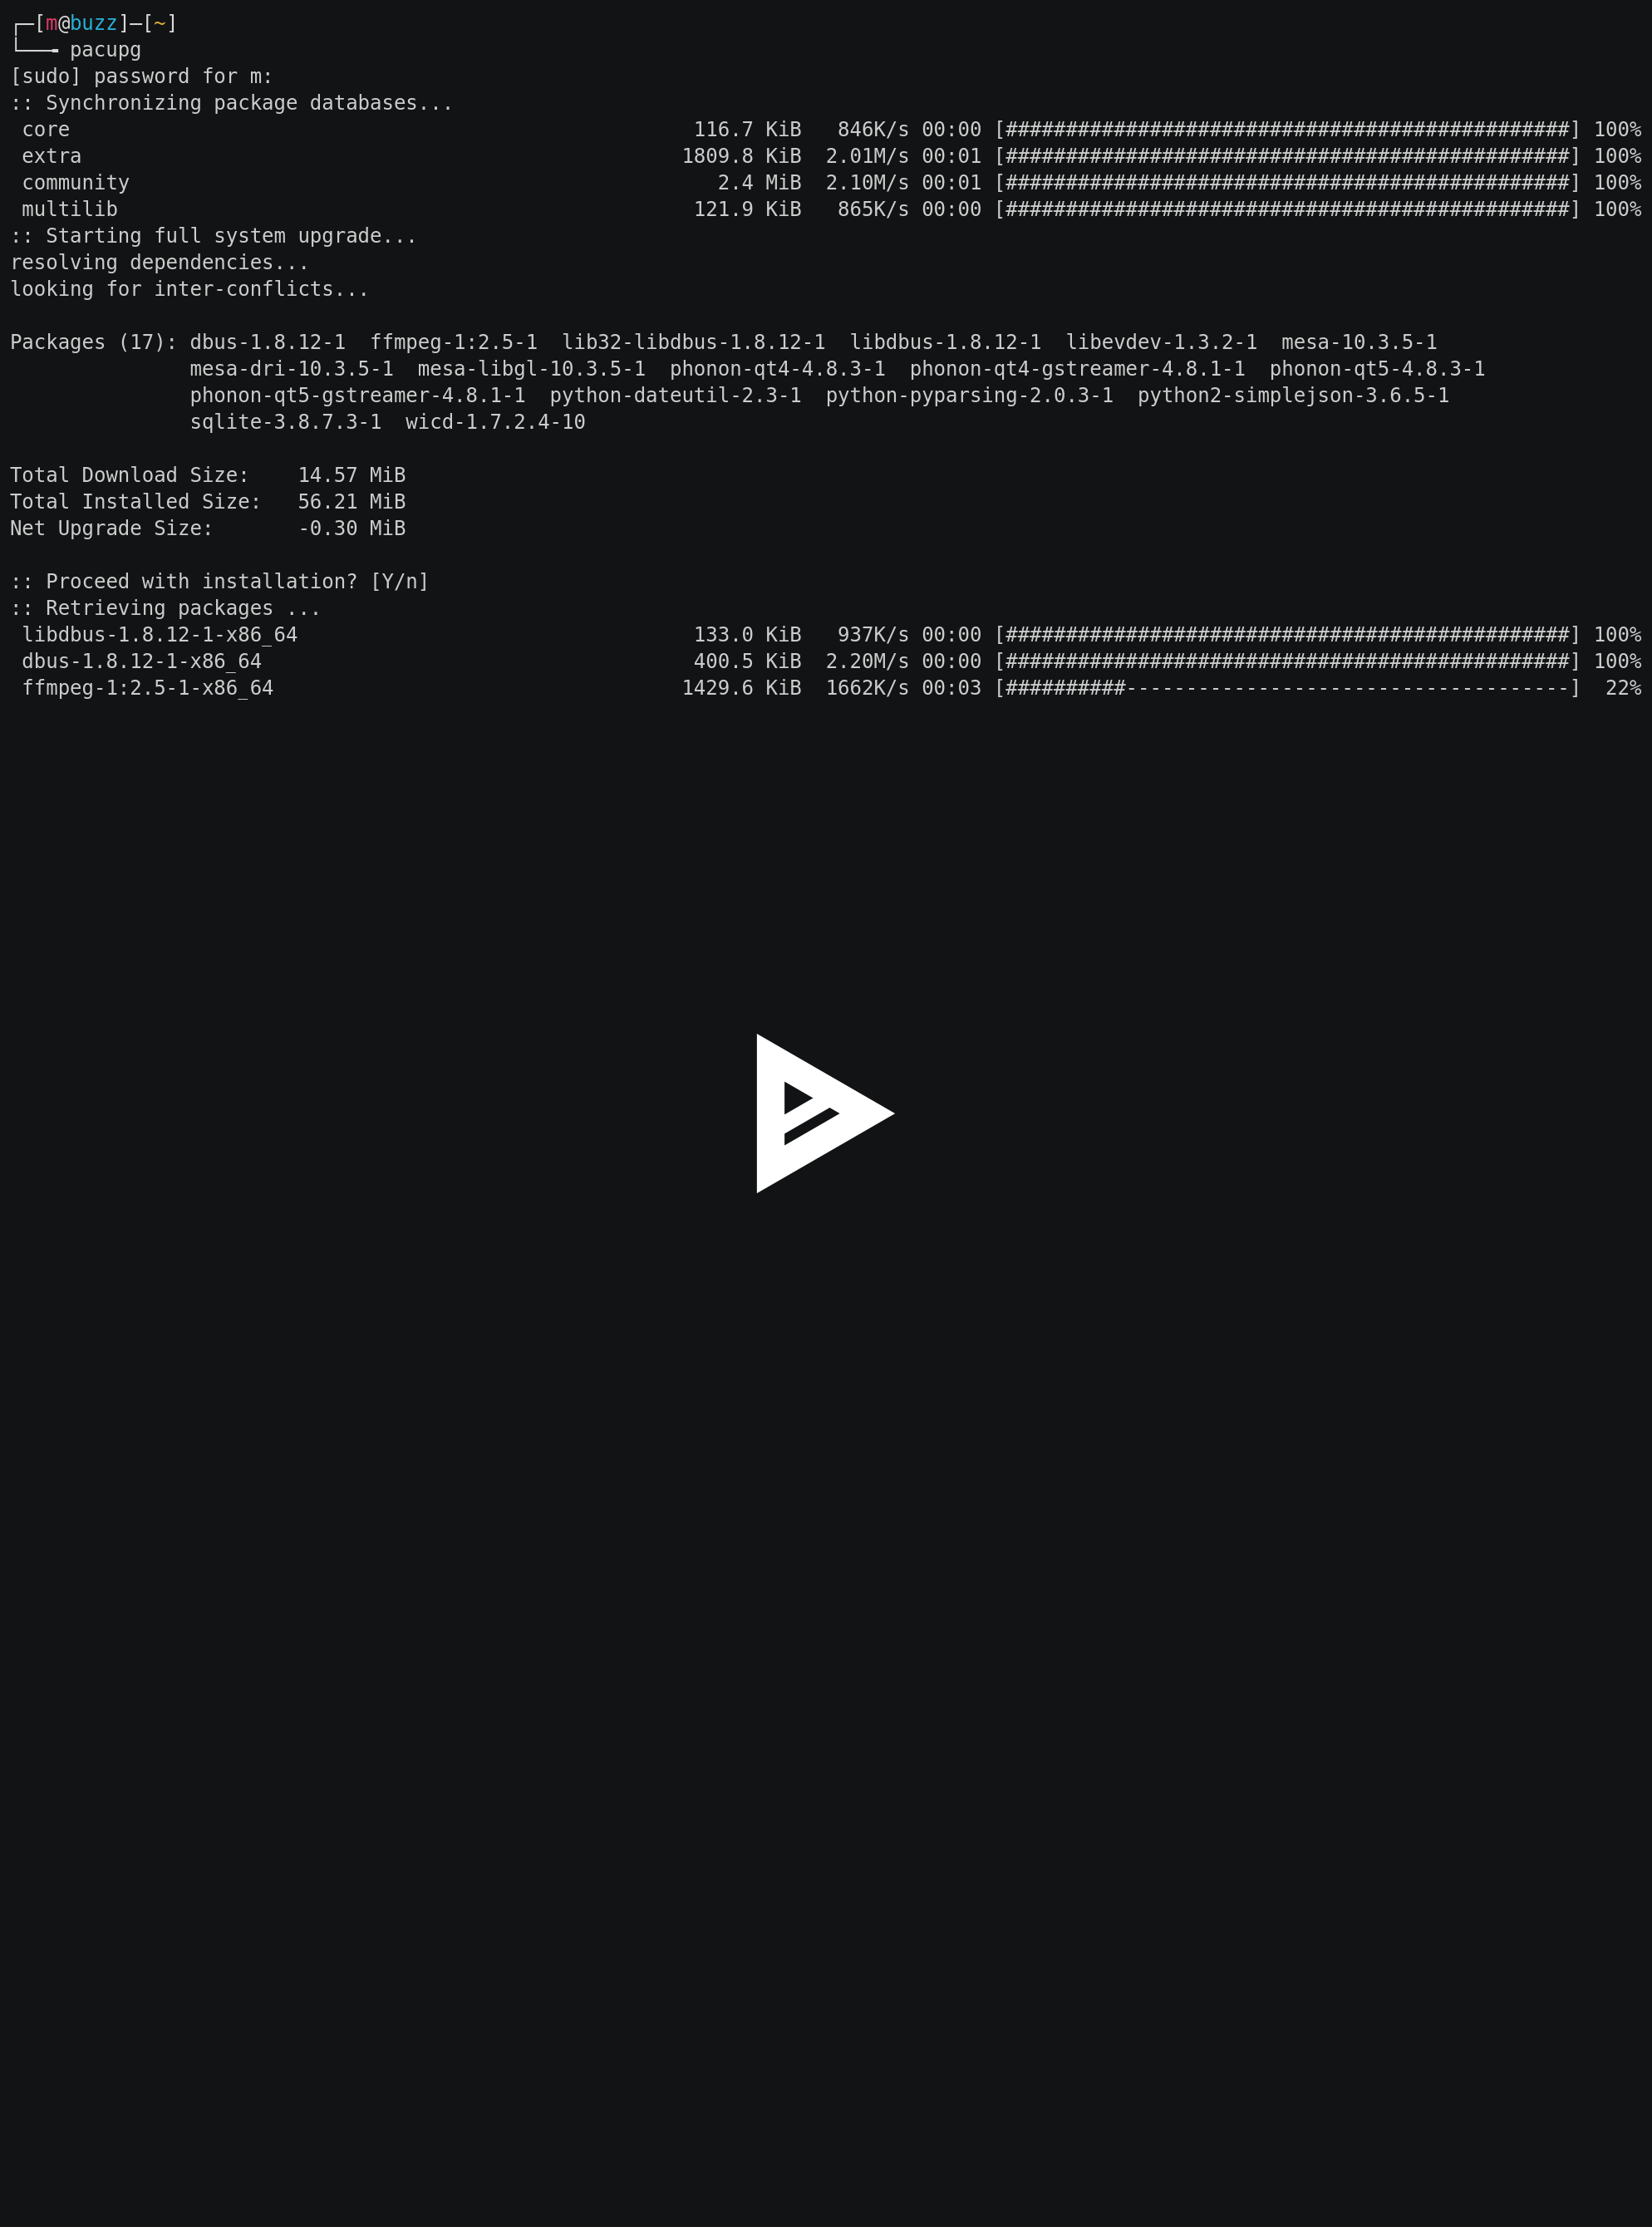 ┌─[m@buzz]─[~]
└───╼ pacupg
[sudo] password for m:
:: Synchronizing package databases...
 core                                                    116.7 KiB   846K/s 00:00 [###############################################] 100%
 extra                                                  1809.8 KiB  2.01M/s 00:01 [###############################################] 100%
 community                                                 2.4 MiB  2.10M/s 00:01 [###############################################] 100%
 multilib                                                121.9 KiB   865K/s 00:00 [###############################################] 100%
:: Starting full system upgrade...
resolving dependencies...
looking for inter-conflicts...

Packages (17): dbus-1.8.12-1  ffmpeg-1:2.5-1  lib32-libdbus-1.8.12-1  libdbus-1.8.12-1  libevdev-1.3.2-1  mesa-10.3.5-1
               mesa-dri-10.3.5-1  mesa-libgl-10.3.5-1  phonon-qt4-4.8.3-1  phonon-qt4-gstreamer-4.8.1-1  phonon-qt5-4.8.3-1
               phonon-qt5-gstreamer-4.8.1-1  python-dateutil-2.3-1  python-pyparsing-2.0.3-1  python2-simplejson-3.6.5-1
               sqlite-3.8.7.3-1  wicd-1.7.2.4-10

Total Download Size:    14.57 MiB
Total Installed Size:   56.21 MiB
Net Upgrade Size:       -0.30 MiB

:: Proceed with installation? [Y/n]
:: Retrieving packages ...
 libdbus-1.8.12-1-x86_64                                 133.0 KiB   937K/s 00:00 [###############################################] 100%
 dbus-1.8.12-1-x86_64                                    400.5 KiB  2.20M/s 00:00 [###############################################] 100%
 ffmpeg-1:2.5-1-x86_64                                  1429.6 KiB  1662K/s 00:03 [##########-------------------------------------]  22%